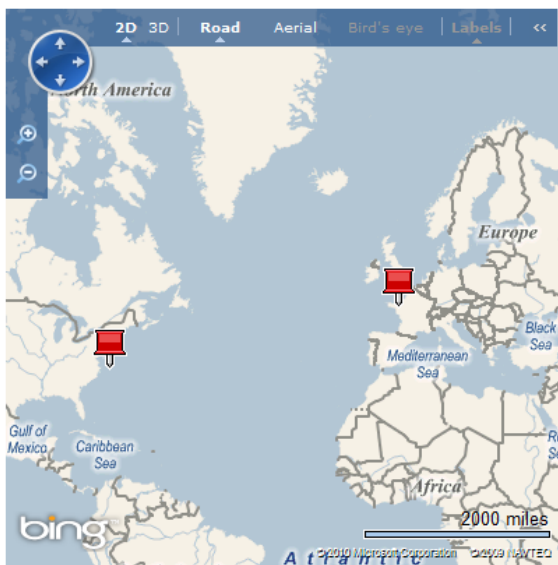 2D 3D Road Aerial Bird's eye Labels <<
North America
Europe
Black
Sea
Mediterranean
Sea
Gulf of
Mexico
Caribbean
Sea
Africa
bing
2000 miles
© 2010 Microsoft Corporation © 2009 NAVTEQ
Atlantic